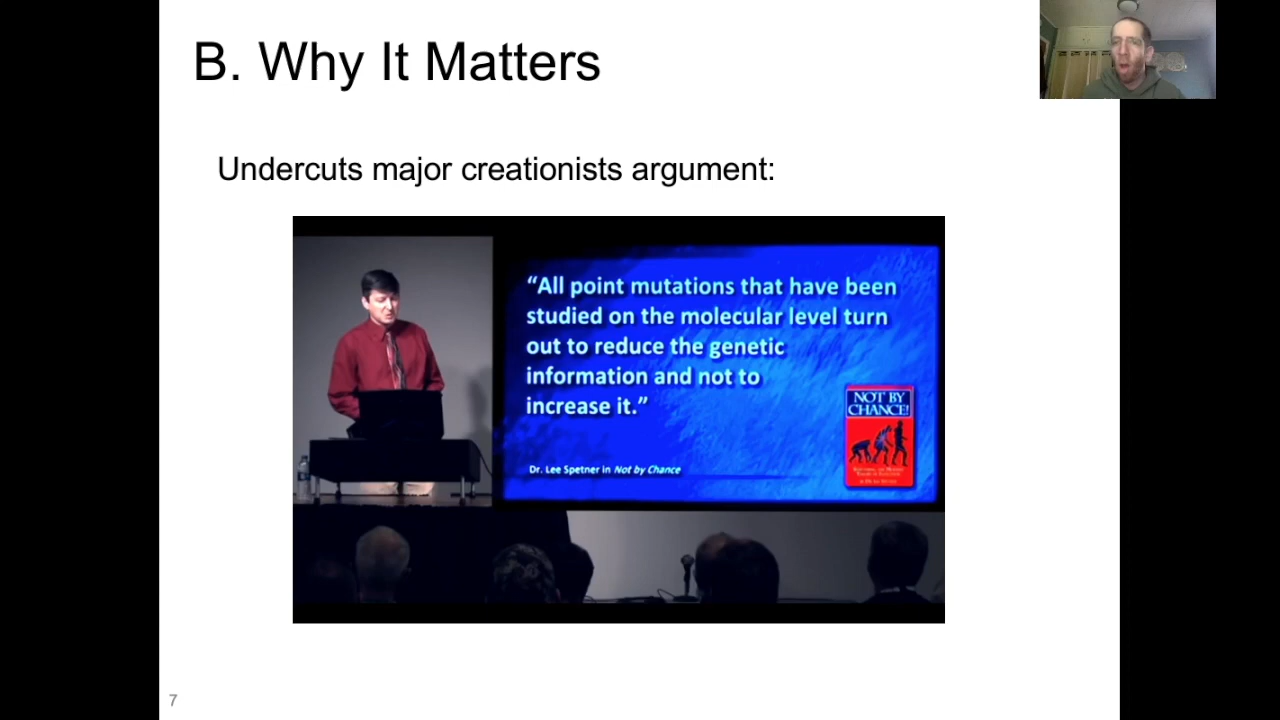 B. Why It Matters
Undercuts major creationists argument:
“All point mutations that have been
studied on the molecular level turn
out to reduce the genetic
information and not to
increase it.”
NOT BY
CHANCE!
Dr. Lee Spetner in Not by Chance
7